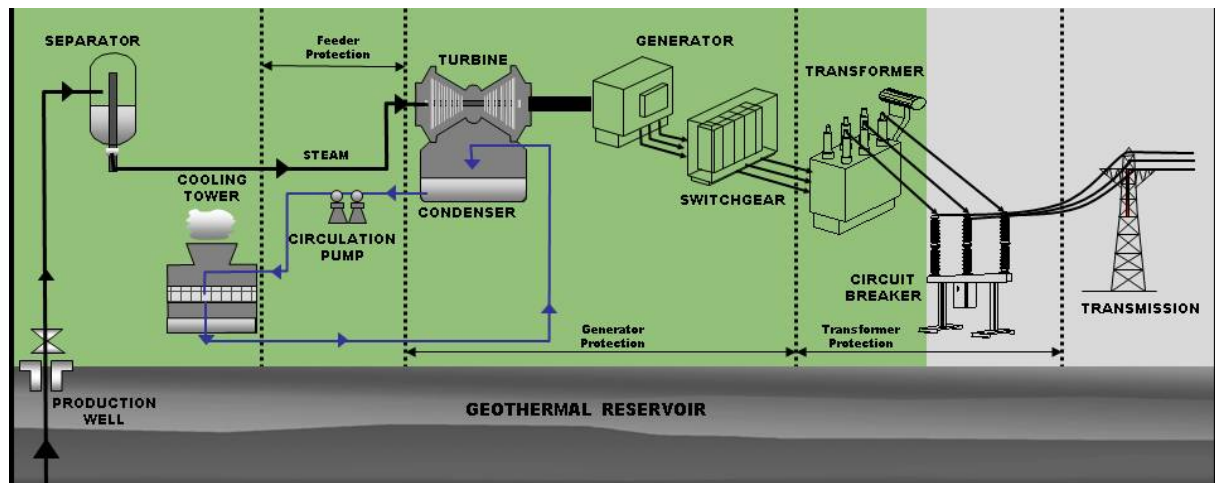 SEPARATOR
Feeder
Protection
TURBINE
GENERATOR
TRANSFORMER
STEAM
COOLING
TOWER
CONDENSER
SWITCHGEAR
CIRCULATION
PUMP
CIRCUIT
BREAKER
TRANSMISSION
Generator
Protection
Transformer
Protection
PRODUCTION
WELL
GEOTHERMAL RESERVOIR